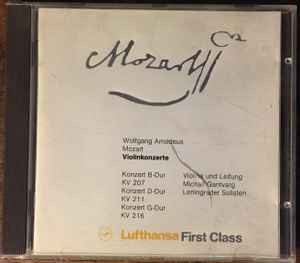 Mozart
Wolfgang Amadeus
Mozart
Violinkonzerte
Konzert B-Dur
KV 207
Konzert D-Dur
KV 211
Konzert G-Dur
KV 216
Violine und Leitung
Michail Gantvarg
Leningrader Solisten
Lufthansa First Class